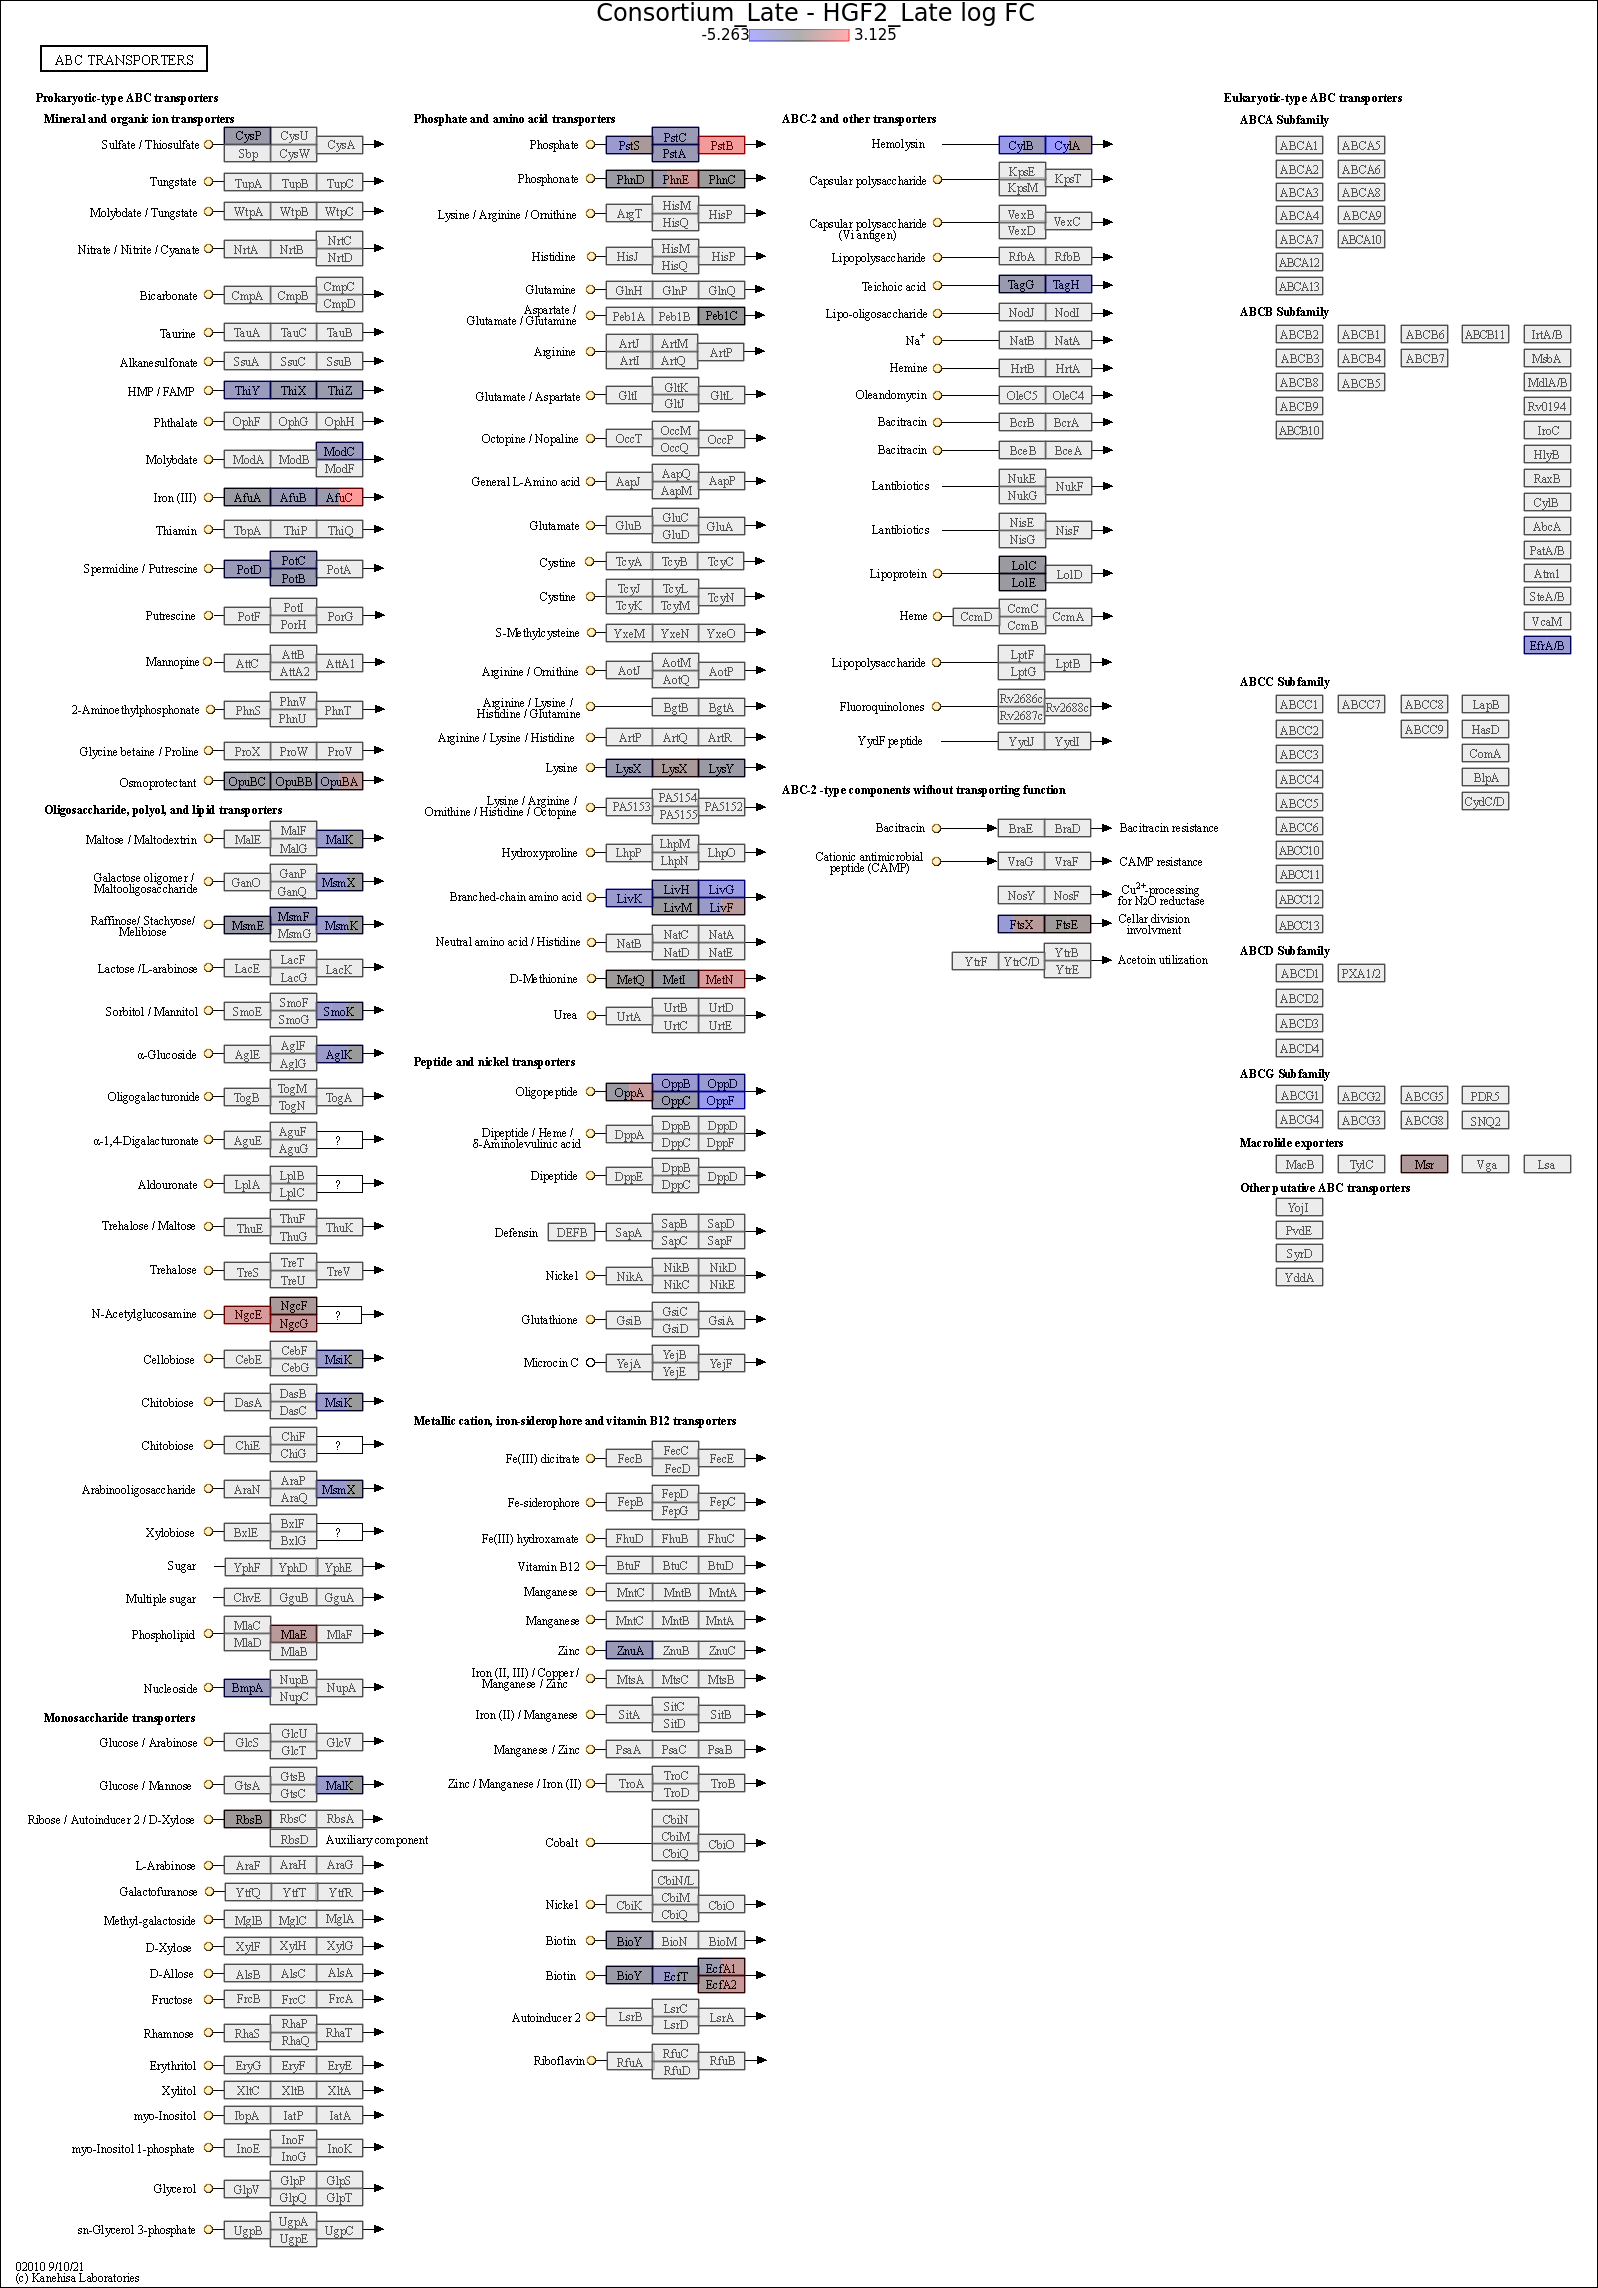 Consortium_Late - HGF2_Late log FC
-5.263 3.125
ABC TRANSPORTERS
Prokaryotic-type ABC transporters
Mineral and organic ion transporters
Sulfate / Thiosulfate CysP CysU CysA
Sbp CysW
Tungstate TupA TupB TupC
Molybdate / Tungstate WtpA WtpB WtpC
Nitrate / Nitrite / Cyanate NrtA NrtB NrtC
NrtD
Bicarbonate CmpA CmpB CmpC
CmpD
Taurine TauA TauC TauB
Alkanesulfonate SsuA SsuC SsuB
HMP / FAMP ThiY ThiX ThiZ
Phthalate OphF OphG OphH
Molybdate ModA ModB ModC
ModF
Iron (III) AfuA AfuB AfuC
Thiamin TbpA ThiP ThiQ
Spermidine / Putrescine PotD PotC PotA
PotB
Putrescine PotF PotI PorG
PorH
Mannopine AttC AttB AttA1
AttA2
2-Aminoethylphosphonate PhnS PhnV PhnT
PhnU
Glycine betaine / Proline ProX ProW ProV
Osmoprotectant OpuBC OpuBB OpuBA
Oligosaccharide, polyol, and lipid transporters
Maltose / Maltodextrin MalE MalF MalK
MalG
Galactose oligomer /
Maltooligosaccharide GanO GanP MsmX
GanQ
Raffinose/ Stachyose/
Melibiose MsmE MsmF MsmK
MsmG
Lactose /L-arabinose LacE LacF LacK
LacG
Sorbitol / Mannitol SmoE SmoF SmoK
SmoG
α-Glucoside AglE AglF AglK
AglG
Oligogalacturonide TogB TogM TogA
TogN
α-1,4-Digalacturonate AguE AguF ?
AguG
Aldouronate LplA LplB ?
LplC
Trehalose / Maltose ThuE ThuF ThuK
ThuG
Trehalose TreS TreT TreV
TreU
N-Acetylglucosamine NgcE NgcF ?
NgcG
Cellobiose CebE CebF MsiK
CebG
Chitobiose DasA DasB MsiK
DasC
Chitobiose ChiE ChiF ?
ChiG
Arabinooligosaccharide AraN AraP MsmX
AraQ
Xylobiose BxlE BxlF ?
BxlG
Sugar YphF YphD YphE
Multiple sugar ChvE GguB GguA
Phospholipid MlaC MlaE MlaF
MlaD MlaB
Nucleoside BmpA NupB NupA
NupC
Monosaccharide transporters
Glucose / Arabinose GlcS GlcU GlcV
GlcT
Glucose / Mannose GtsA GtsB MalK
GtsC
Ribose / Autoinducer 2 / D-Xylose RbsB RbsC RbsA
RbsD Auxiliary component
L-Arabinose AraF AraH AraG
Galactofuranose YtfQ YtfT YtfR
Methyl-galactoside MglB MglC MglA
D-Xylose XylF XylH XylG
D-Allose AlsB AlsC AlsA
Fructose FrcB FrcC FrcA
Rhamnose RhaS RhaP RhaT
RhaQ
Erythritol EryG EryF EryE
Xylitol XltC XltB XltA
myo-Inositol IbpA IatP IatA
myo-Inositol 1-phosphate InoE InoF InoK
InoG
Glycerol GlpV GlpP GlpS
GlpQ GlpT
sn-Glycerol 3-phosphate UgpB UgpA UgpC
UgpE
02010 9/10/21
(c) Kanehisa Laboratories
Phosphate and amino acid transporters
Phosphate PstS PstC PstB
PstA
Phosphonate PhnD PhnE PhnC
Lysine / Arginine / Ornithine ArgT HisM HisP
HisQ
Histidine HisJ HisM HisP
HisQ
Glutamine GlnH GlnP GlnQ
Aspartate /
Glutamate / Glutamine Peb1A Peb1B Peb1C
Arginine ArtJ ArtM ArtP
ArtI ArtQ
Glutamate / Aspartate GltI GltK GltL
GltJ
Octopine / Nopaline OccT OccM OccP
OccQ
General L-Amino acid AapJ AapQ AapP
AapM
Glutamate GluB GluC GluA
GluD
Cystine TcyA TcyB TcyC
Cystine TcyJ TcyL TcyN
TcyK TcyM
S-Methylcysteine YxeM YxeN YxeO
Arginine / Ornithine AotJ AotM AotP
AotQ
Arginine / Lysine /
Histidine / Glutamine BgtB BgtA
Arginine / Lysine / Histidine ArtP ArtQ ArtR
Lysine LysX LysX LysY
Lysine / Arginine /
Ornithine / Histidine / Octopine PA5153 PA5154 PA5152
PA5155
Hydroxyproline LhpP LhpM LhpO
LhpN
Branched-chain amino acid LivK LivH LivG
LivM LivF
Neutral amino acid / Histidine NatB NatC NatA
NatD NatE
D-Methionine MetQ MetI MetN
Urea UrtA UrtB UrtD
UrtC UrtE
Peptide and nickel transporters
Oligopeptide OppA OppB OppD
OppC OppF
Dipeptide / Heme /
δ-Aminolevulinic acid DppA DppB DppD
DppC DppF
Dipeptide DppE DppB DppD
DppC
Defensin DEFB SapA SapB SapD
SapC SapF
Nickel NikA NikB NikD
NikC NikE
Glutathione GsiB GsiC GsiA
GsiD
Microcin C YejA YejB YejF
YejE
Metallic cation, iron-siderophore and vitamin B12 transporters
Fe(III) dicitrate FecB FecC FecE
FecD
Fe-siderophore FepB FepD FepC
FepG
Fe(III) hydroxamate FhuD FhuB FhuC
Vitamin B12 BtuF BtuC BtuD
Manganese MntC MntB MntA
Manganese MntC MntB MntA
Zinc ZnuA ZnuB ZnuC
Iron (II, III) / Copper /
Manganese / Zinc MtsA MtsC MtsB
Iron (II) / Manganese SitA SitC SitB
SitD
Manganese / Zinc PsaA PsaC PsaB
Zinc / Manganese / Iron (II) TroA TroC TroB
TroD
CbiN
Cobalt CbiM CbiO
CbiQ
CbiN/L
Nickel CbiK CbiM CbiO
CbiQ
Biotin BioY BioN BioM
Biotin BioY EcfT EcfA1
EcfA2
Autoinducer 2 LsrB LsrC LsrA
LsrD
Riboflavin RfuA RfuC RfuB
RfuD
ABC-2 and other transporters
Hemolysin CylB CylA
Capsular polysaccharide KpsE KpsT
KpsM
Capsular polysaccharide
(Vi antigen) VexB VexC
VexD
Lipopolysaccharide RfbA RfbB
Teichoic acid TagG TagH
Lipo-oligosaccharide NodJ NodI
Na+ NatB NatA
Hemine HrtB HrtA
Oleandomycin OleC5 OleC4
Bacitracin BcrB BcrA
Bacitracin BceB BceA
Lantibiotics NukE NukF
NukG
Lantibiotics NisE NisF
NisG
Lipoprotein LolC LolD
LolE
Heme CcmD CcmC CcmA
CcmB
Lipopolysaccharide LptF LptB
LptG
Fluoroquinolones Rv2686c Rv2688c
Rv2687c
YydF peptide YydJ YydI
ABC-2 -type components without transporting function
Bacitracin BraE BraD Bacitracin resistance
Cationic antimicrobial
peptide (CAMP) VraG VraF CAMP resistance
NosY NosF Cu2+-processing
for N2O reductase
FtsX FtsE Cellar division
involvment
YtrF YtrC/D YtrB Acetoin utilization
YtrE
Eukaryotic-type ABC transporters
ABCA Subfamily
ABCA1 ABCA5
ABCA2 ABCA6
ABCA3 ABCA8
ABCA4 ABCA9
ABCA7 ABCA10
ABCA12
ABCA13
ABCB Subfamily
ABCB2 ABCB1 ABCB6 ABCB11 IrtA/B
ABCB3 ABCB4 ABCB7 MsbA
ABCB8 ABCB5 MdlA/B
ABCB9 Rv0194
ABCB10 IroC
HlyB
RaxB
CylB
AbcA
PatA/B
Atm1
SteA/B
VcaM
EfrA/B
ABCC Subfamily
ABCC1 ABCC7 ABCC8 LapB
ABCC2 ABCC9 HasD
ABCC3 ComA
ABCC4 BlpA
ABCC5 CydC/D
ABCC6
ABCC10
ABCC11
ABCC12
ABCC13
ABCD Subfamily
ABCD1 PXA1/2
ABCD2
ABCD3
ABCD4
ABCG Subfamily
ABCG1 ABCG2 ABCG5 PDR5
ABCG4 ABCG3 ABCG8 SNQ2
Macrolide exporters
MacB TylC Msr Vga Lsa
Other putative ABC transporters
YojI
PvdE
SyrD
YddA